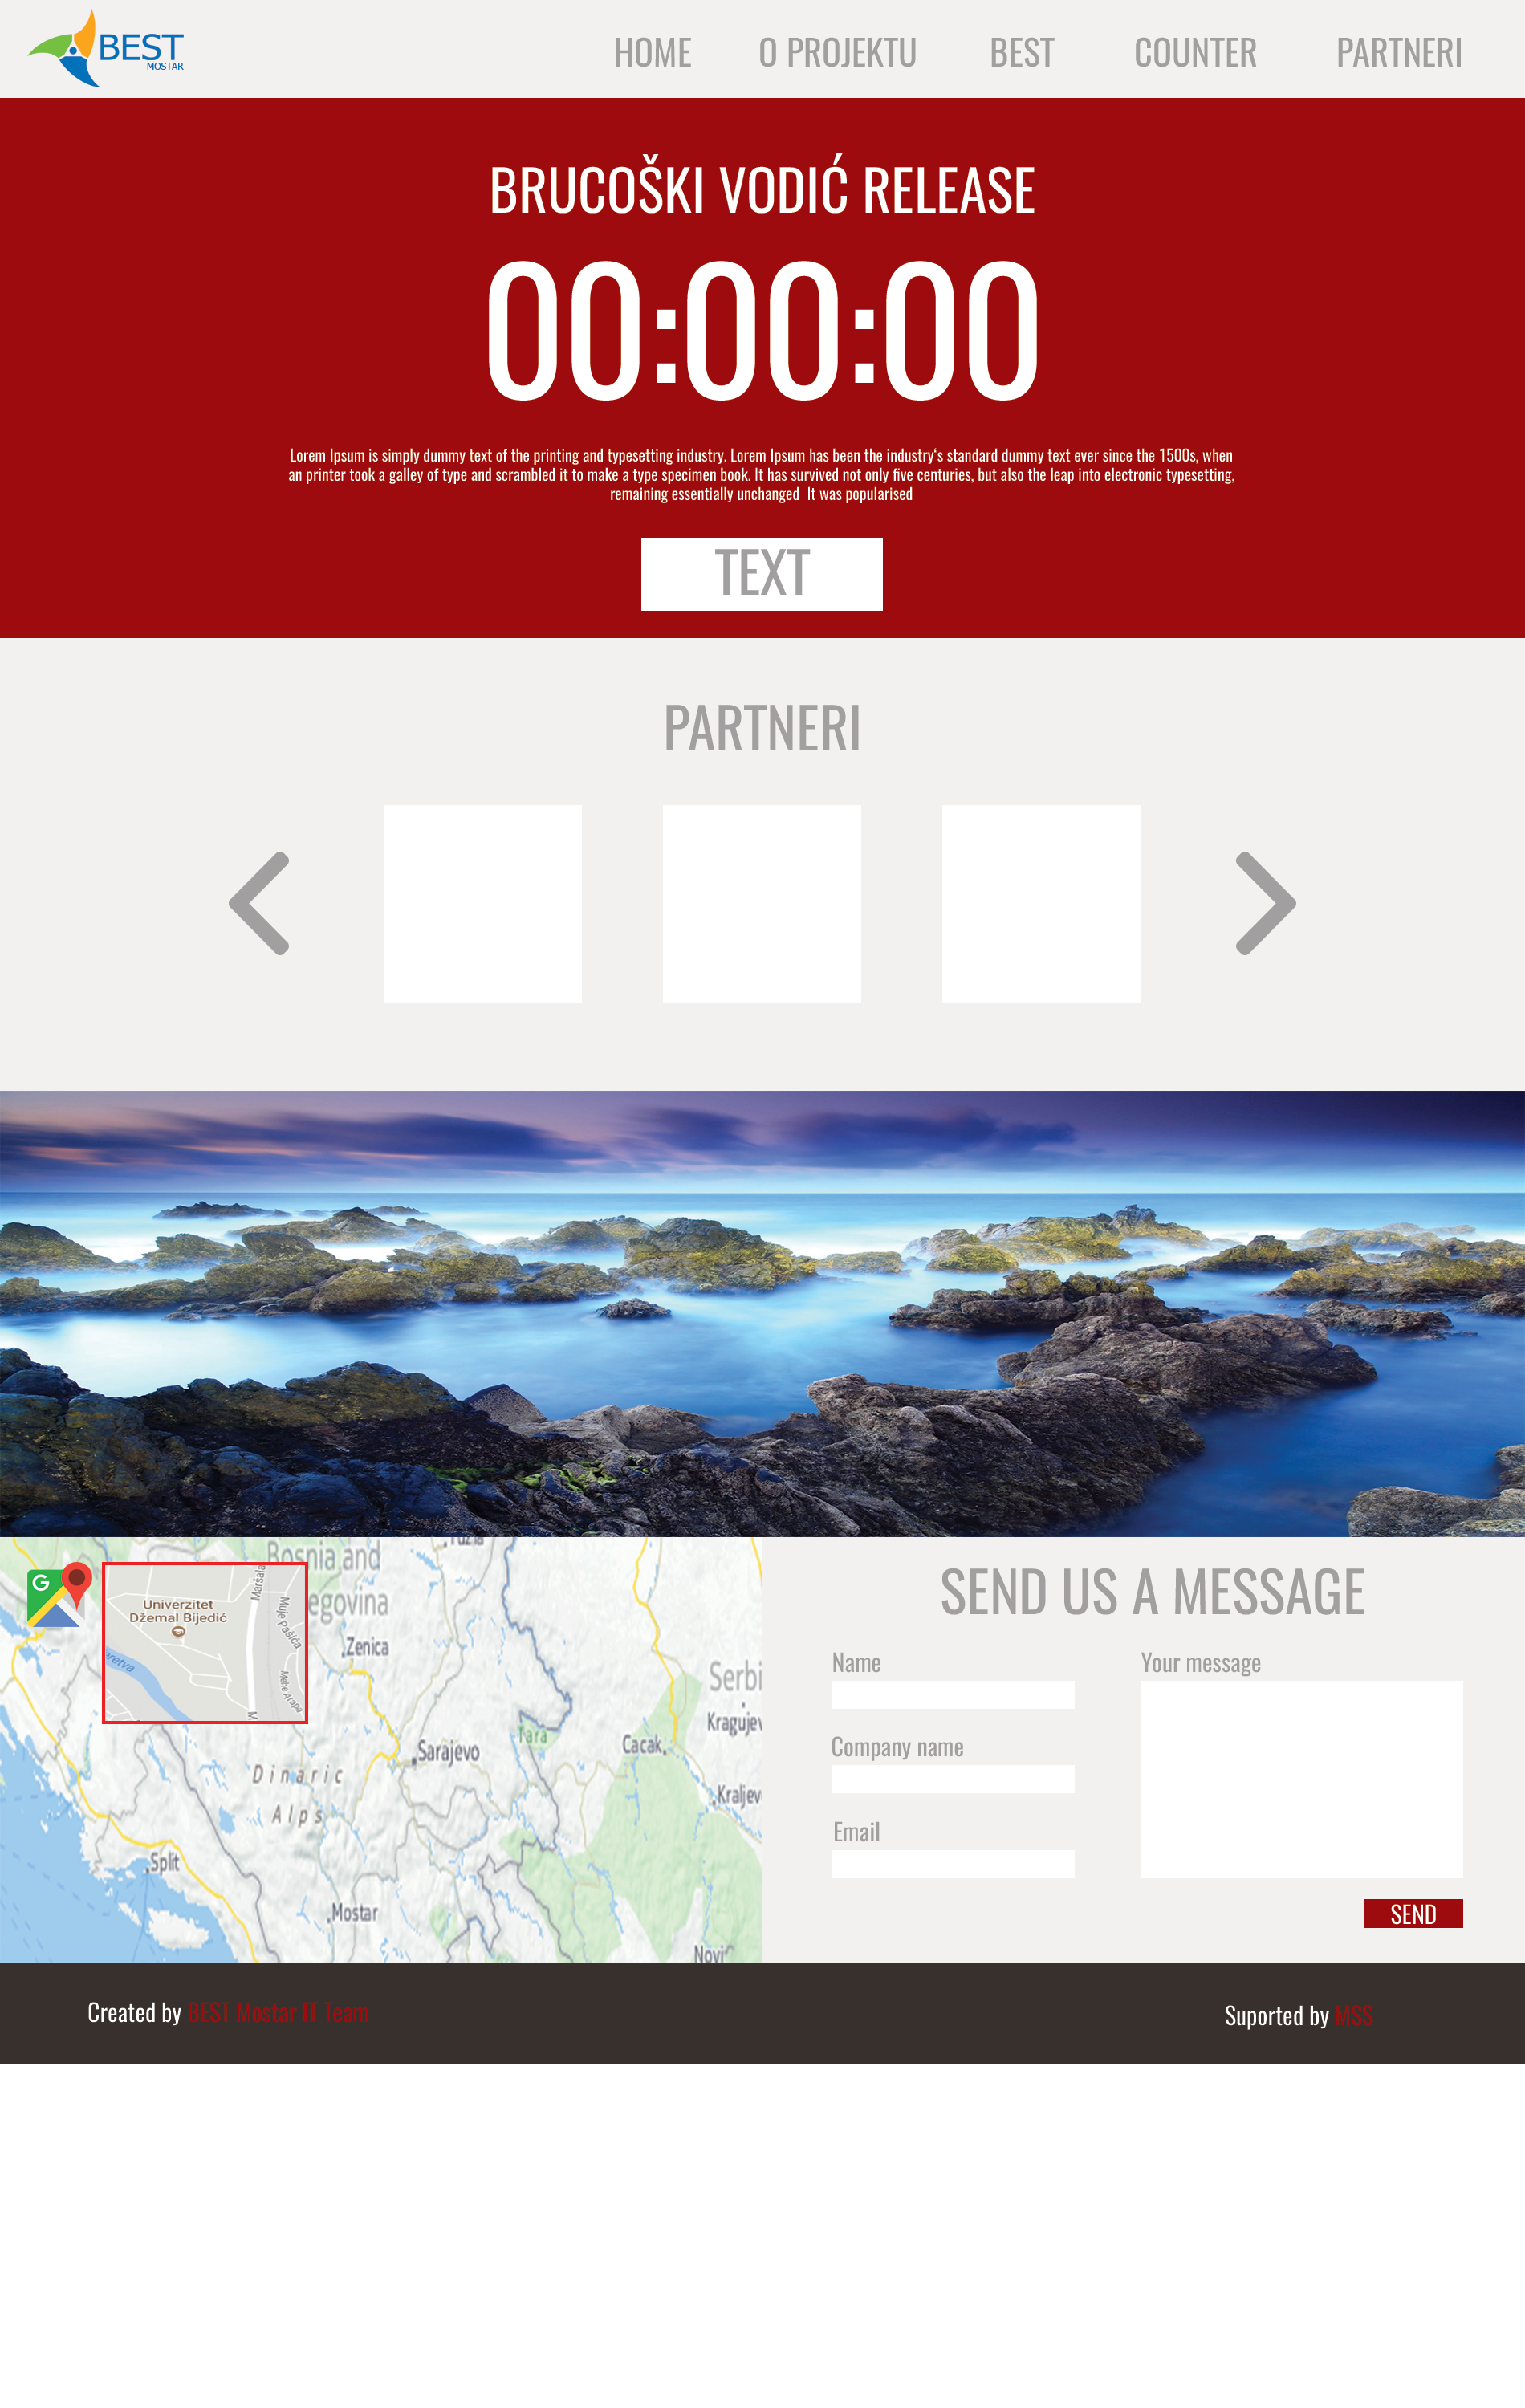 BEST
MOSTAR
HOME O PROJEKTU BEST COUNTER PARTNERI
BRUCOŠKI VODIĆ RELEASE
00:00:00
Lorem Ipsum is simply dummy text of the printing and typesetting industry. Lorem Ipsum has been the industry's standard dummy text ever since the 1500s, when
an printer took a galley of type and scrambled it to make a type specimen book. It has survived not only five centuries, but also the leap into electronic typesetting,
remaining essentially unchanged It was popularised
TEXT
PARTNERI
Bosnia and
egovina
Tuzla
G
Univerzitet
Džemal Bijedić
Maršala
Muje Pašića
Mehe
eretva
M
Zenica
Serbi
Kragujev
Tara
Sarajevo
Cacak
Dinaric
Alps
Kraljev
Split
Mostar
Novi
SEND US A MESSAGE
Name
Your message
Company name
Email
SEND
Created by BEST Mostar IT Team
Suported by MSS